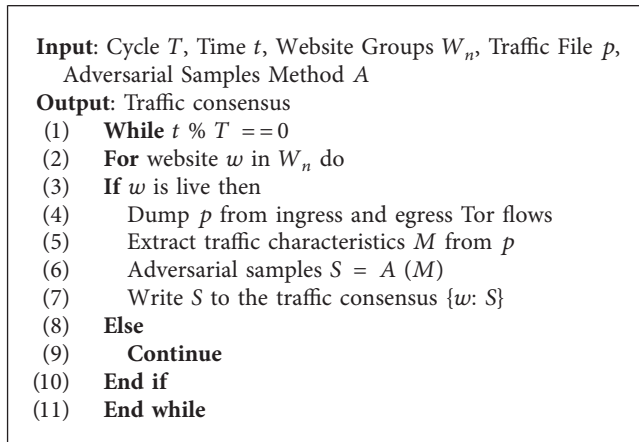 Input: Cycle T, Time t, Website Groups Wn, Traffic File p,
Adversarial Samples Method A
Output: Traffic consensus
(1) While t % T ==0
(2) For website w in Wn do
(3) If w is live then
(4) Dump p from ingress and egress Tor flows
(5) Extract traffic characteristics M from p
(6) Adversarial samples S = A (M)
(7) Write S to the traffic consensus {w: S}
(8) Else
(9) Continue
(10) End if
(11) End while